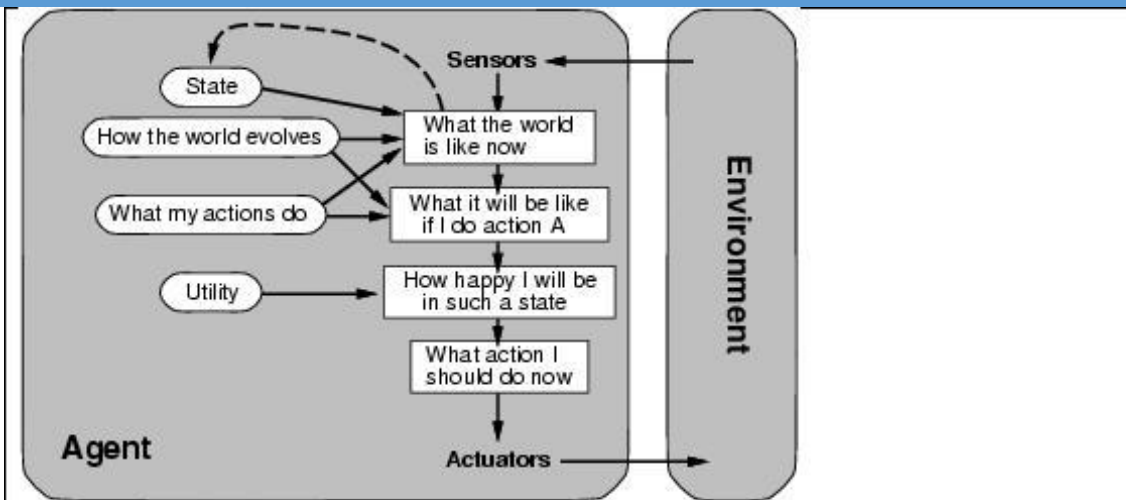 Sensors
State
What the world
is like now
How the world evolves
What my actions do
What it will be like
if I do action A
Utility
How happy I will be
in such a state
What action I
should do now
Agent
Actuators
Environment